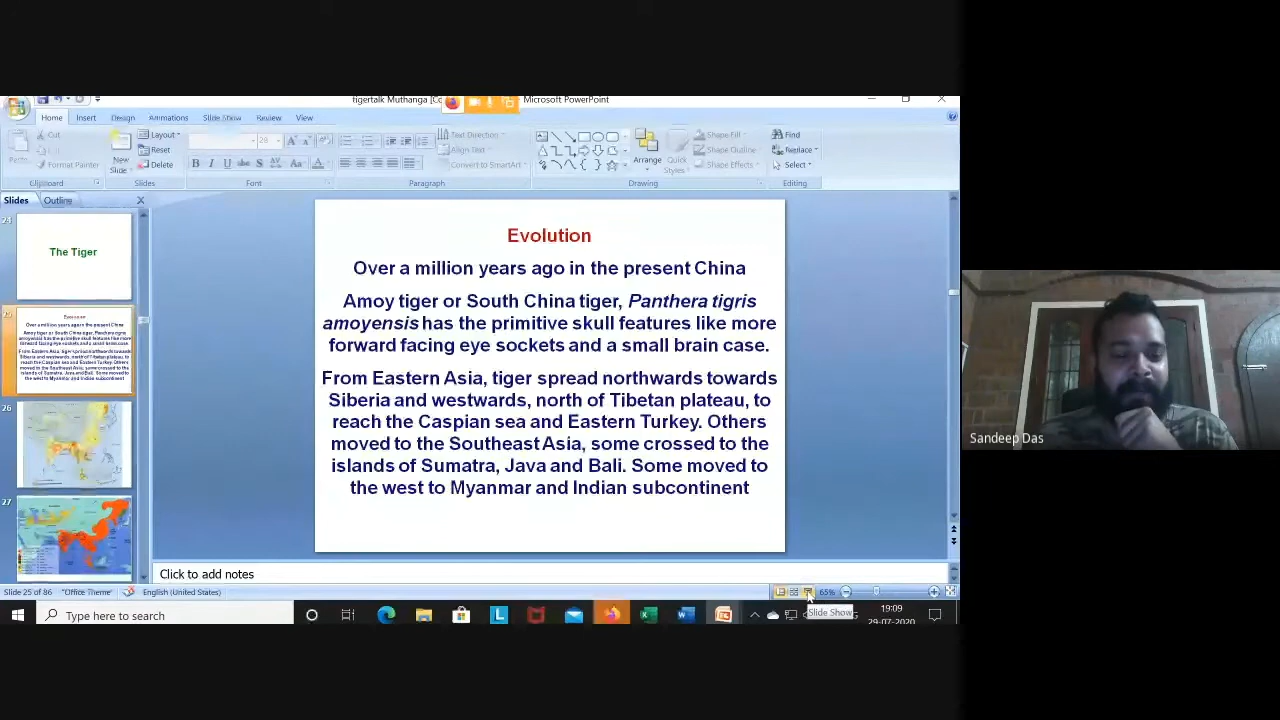 tigertalk Muthanga [Co
Microsoft PowerPoint
Home Insert Design Animations Slide Show Review View
Cut
Layout
Text Direction
Shape Fill
Find
Reset
Align Text
Shape Outline
Replace
Paste
Format Painter
New
Slide
Delete
Convert to SmartArt
Arrange
Quick
Styles
Shape Effects
Select
Clipboard Slides Font Paragraph Drawing Editing
28
Slides Outline
24
The Tiger
25
26
27
Evolution
Over a million years ago in the present China
Amoy tiger or South China tiger, Panthera tigris
amoyensis has the primitive skull features like more
forward facing eye sockets and a small brain case.
From Eastern Asia, tiger spread northwards towards
Siberia and westwards, north of Tibetan plateau, to
reach the Caspian sea and Eastern Turkey. Others
moved to the Southeast Asia, some crossed to the
islands of Sumatra, Java and Bali. Some moved to
the west to Myanmar and Indian subcontinent
Click to add notes
Slide 25 of 86 "Office Theme" English (United States)
65%
Slide Show
Type here to search
19:09
29-07-2020
Sandeep Das